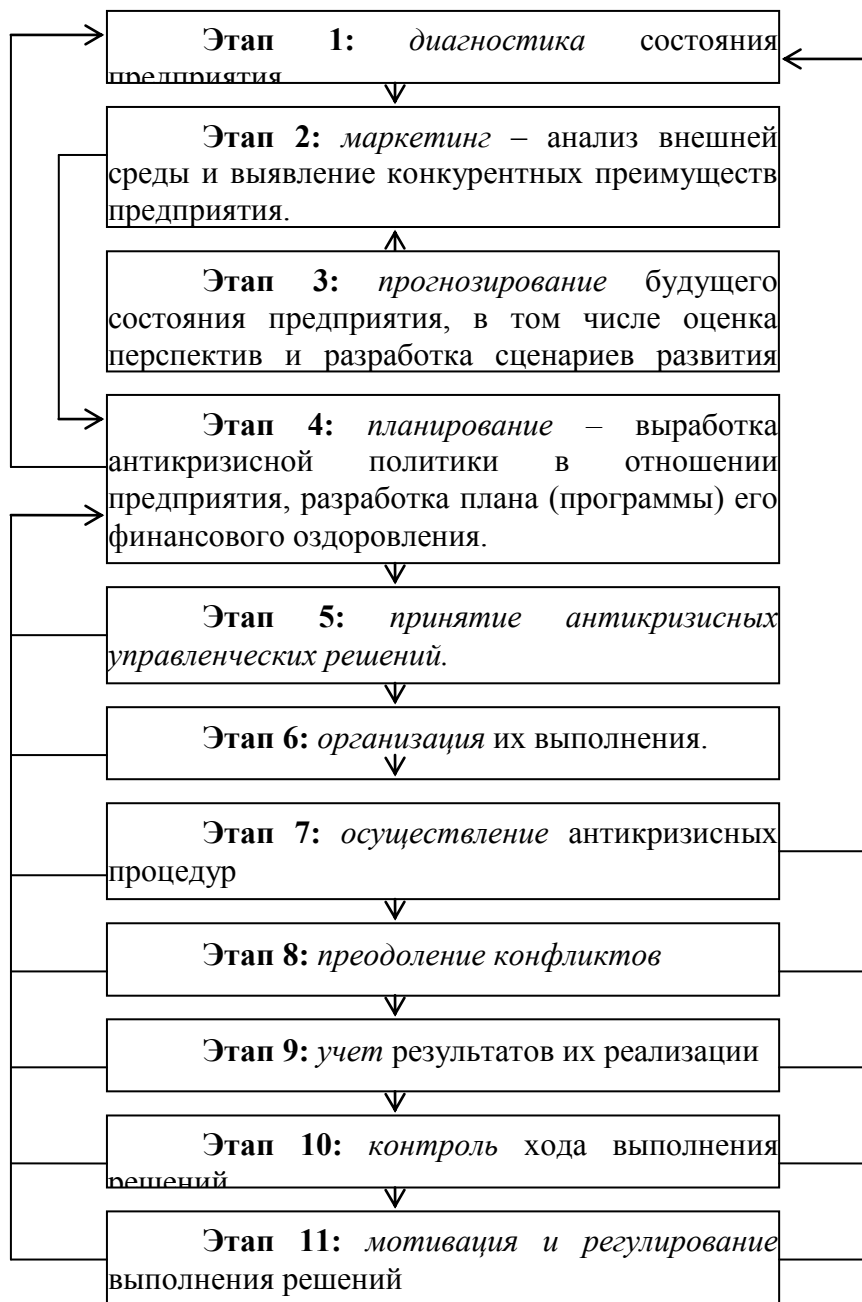 Этап 1: диагностика состояния
предприятия
Этап 2: маркетинг – анализ внешней
среды и выявление конкурентных преимуществ
предприятия.
Этап 3: прогнозирование будущего
состояния предприятия, в том числе оценка
перспектив и разработка сценариев развития
Этап 4: планирование – выработка
антикризисной политики в отношении
предприятия, разработка плана (программы) его
финансового оздоровления.
Этап 5: принятие антикризисных
управленческих решений.
Этап 6: организация их выполнения.
Этап 7: осуществление антикризисных
процедур
Этап 8: преодоление конфликтов
Этап 9: учет результатов их реализации
Этап 10: контроль хода выполнения
решений
Этап 11: мотивация и регулирование
выполнения решений